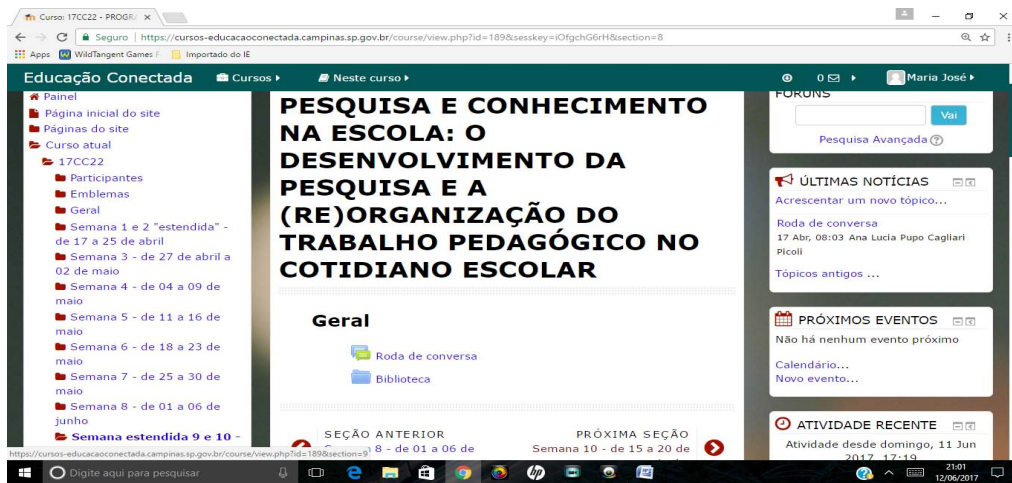 Curso: 17CC22 - PROGR
Seguro | https://cursos-educacaoconectada.campinas.sp.gov.br/course/view.php?id=189&sesskey=iOfgchG6rH&section=8
Apps WildTangent Games F Importado do IE
Educação Conectada Cursos Neste curso 0 Maria José
Painel
Página inicial do site
Páginas do site
Curso atual
17CC22
Participantes
Emblemas
Geral
Semana 1 e 2 "estendida" -
de 17 a 25 de abril
Semana 3 - de 27 de abril a
02 de maio
Semana 4 - de 04 a 09 de
maio
Semana 5 - de 11 a 16 de
maio
Semana 6 - de 18 a 23 de
maio
Semana 7 - de 25 a 30 de
maio
Semana 8 - de 01 a 06 de
junho
Semana estendida 9 e 10 -
https://cursos-educacaoconectada.campinas.sp.gov.br/course/view.php?id=189&section=9
PESQUISA E CONHECIMENTO
NA ESCOLA: O
DESENVOLVIMENTO DA
PESQUISA E A
(RE)ORGANIZAÇÃO DO
TRABALHO PEDAGÓGICO NO
COTIDIANO ESCOLAR
Geral
Roda de conversa
Biblioteca
SEÇÃO ANTERIOR
8 - de 01 a 06 de
PRÓXIMA SEÇÃO
Semana 10 - de 15 a 20 de
FÓRUNS
Vai
Pesquisa Avançada
ÚLTIMAS NOTÍCIAS
Acrescentar um novo tópico...
Roda de conversa
17 Abr, 08:03 Ana Lucia Pupo Cagliari
Picoli
Tópicos antigos ...
PRÓXIMOS EVENTOS
Não há nenhum evento próximo
Calendário...
Novo evento...
ATIVIDADE RECENTE
Atividade desde domingo, 11 Jun
2017, 17:19
Digite aqui para pesquisar
21:01
12/06/2017